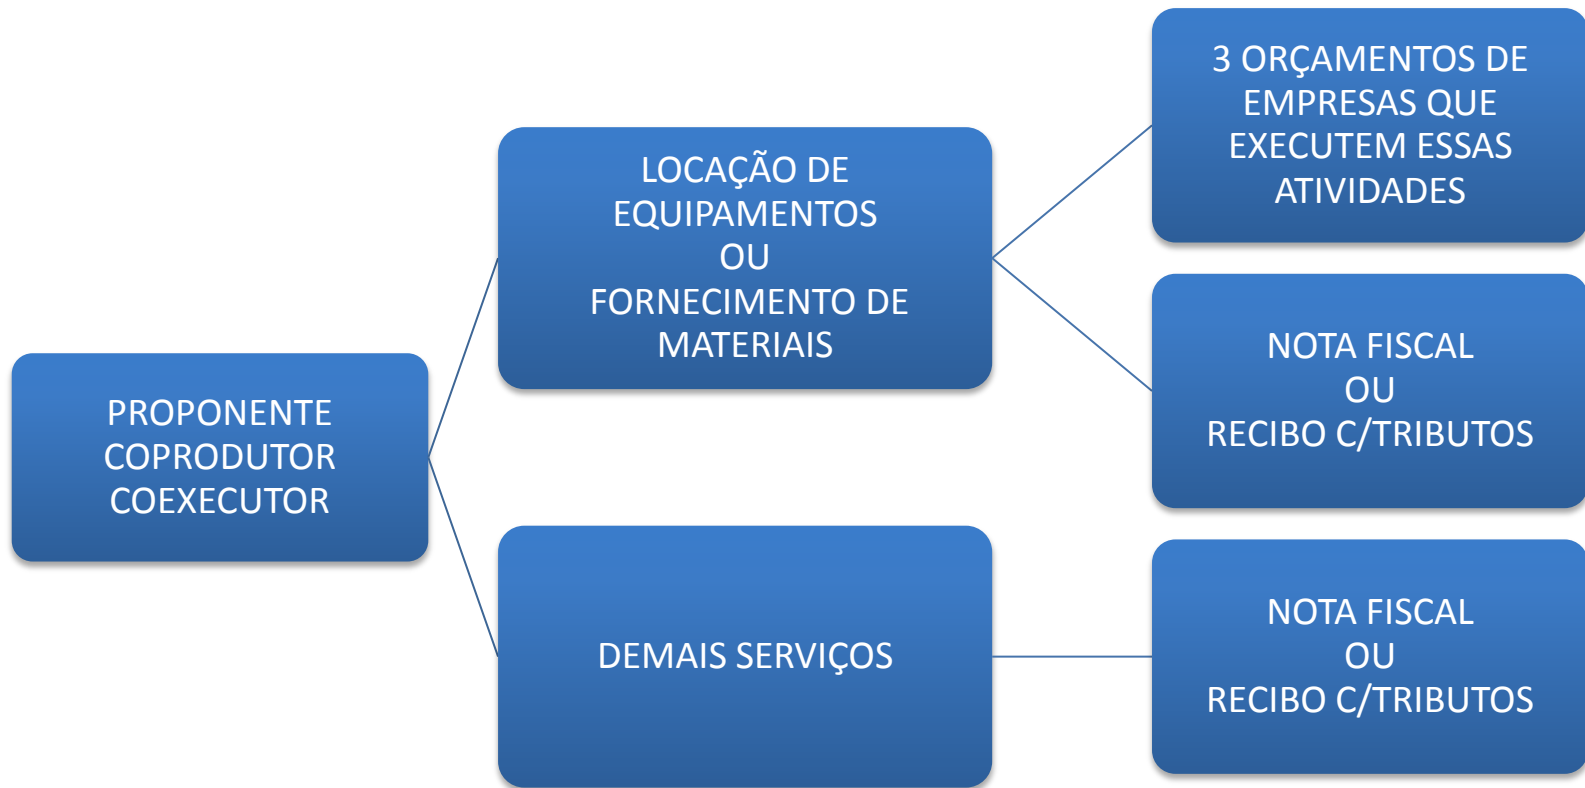 PROPONENTE
COPRODUTOR
COEXECUTOR
LOCAÇÃO DE
EQUIPAMENTOS
OU
FORNECIMENTO DE
MATERIAIS
3 ORÇAMENTOS DE
EMPRESAS QUE
EXECUTEM ESSAS
ATIVIDADES
NOTA FISCAL
OU
RECIBO C/TRIBUTOS
DEMAIS SERVIÇOS
NOTA FISCAL
OU
RECIBO C/TRIBUTOS